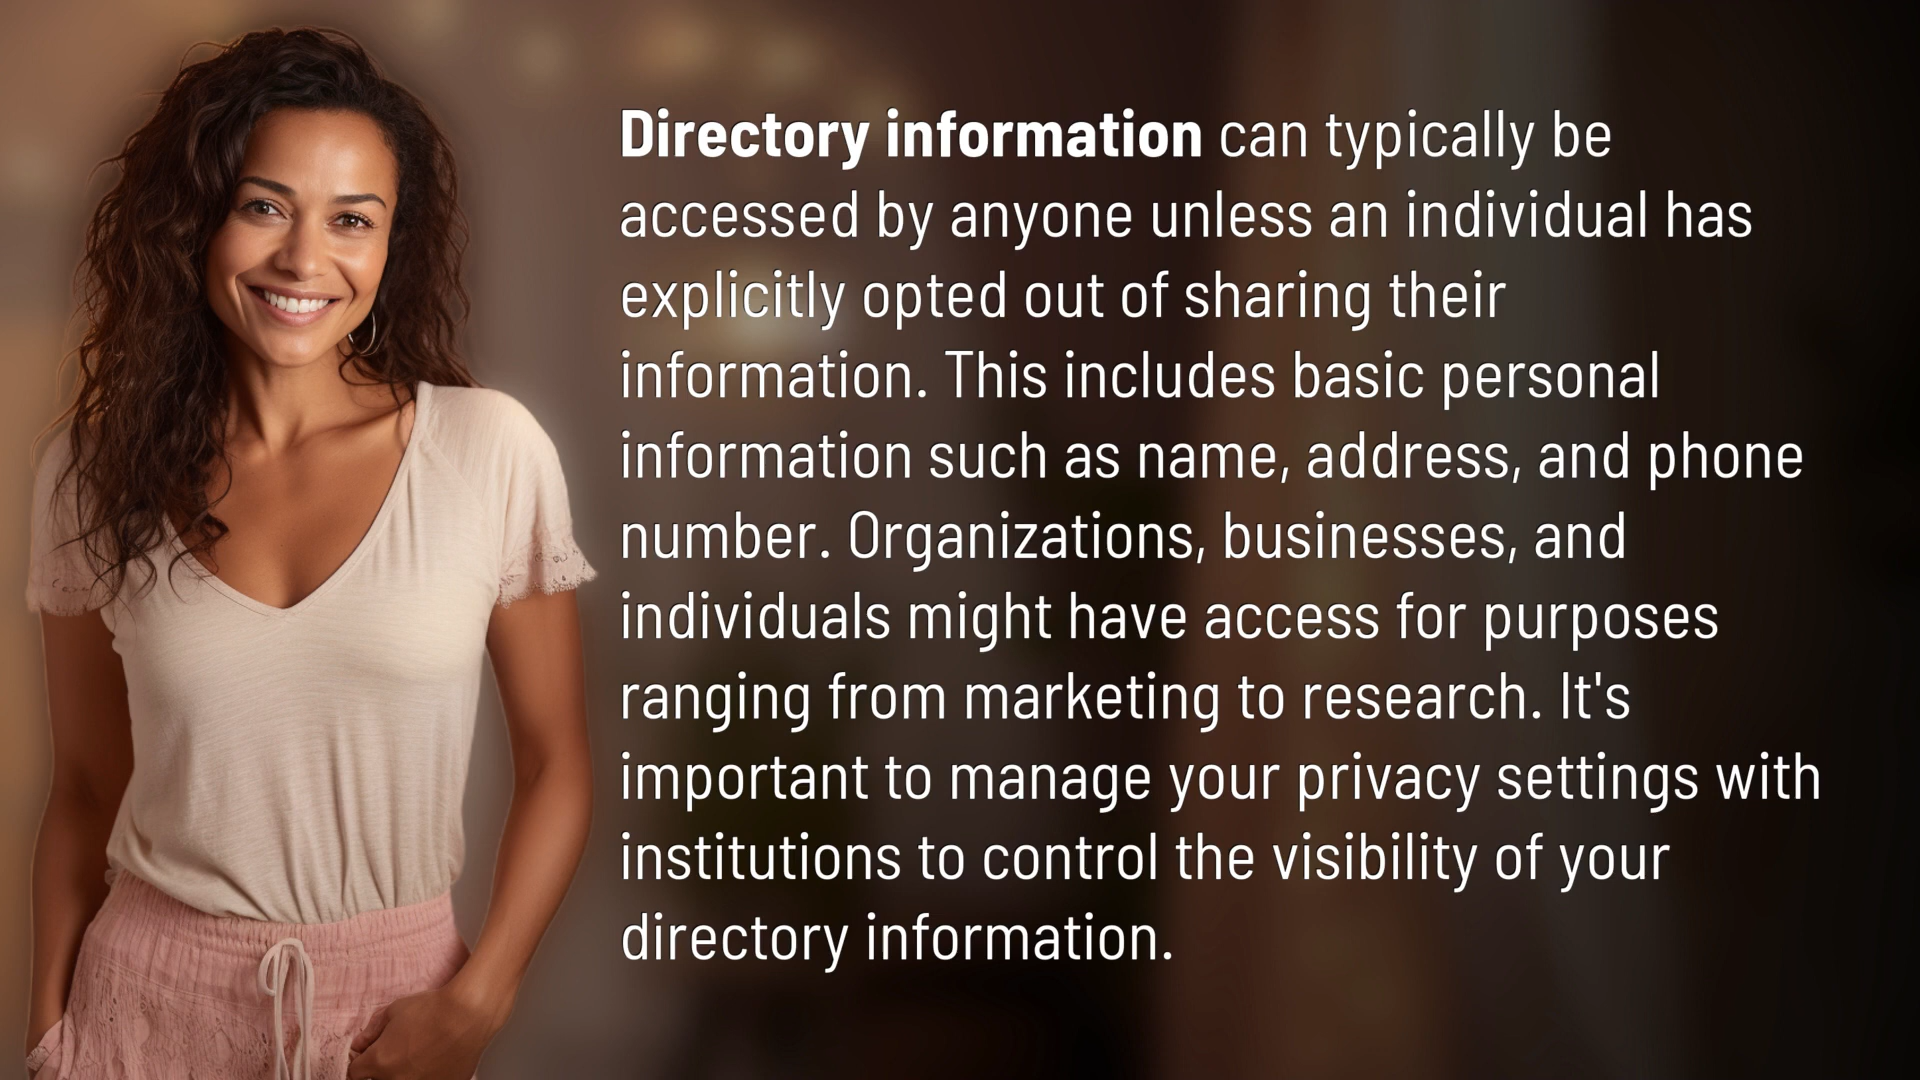 Directory information can typically be
accessed by anyone unless an individual has
explicitly opted out of sharing their
information. This includes basic personal
information such as name, address, and phone
number. Organizations, businesses, and
individuals might have access for purposes
ranging from marketing to research. It's
important to manage your privacy settings with
institutions to control the visibility of your
directory information.